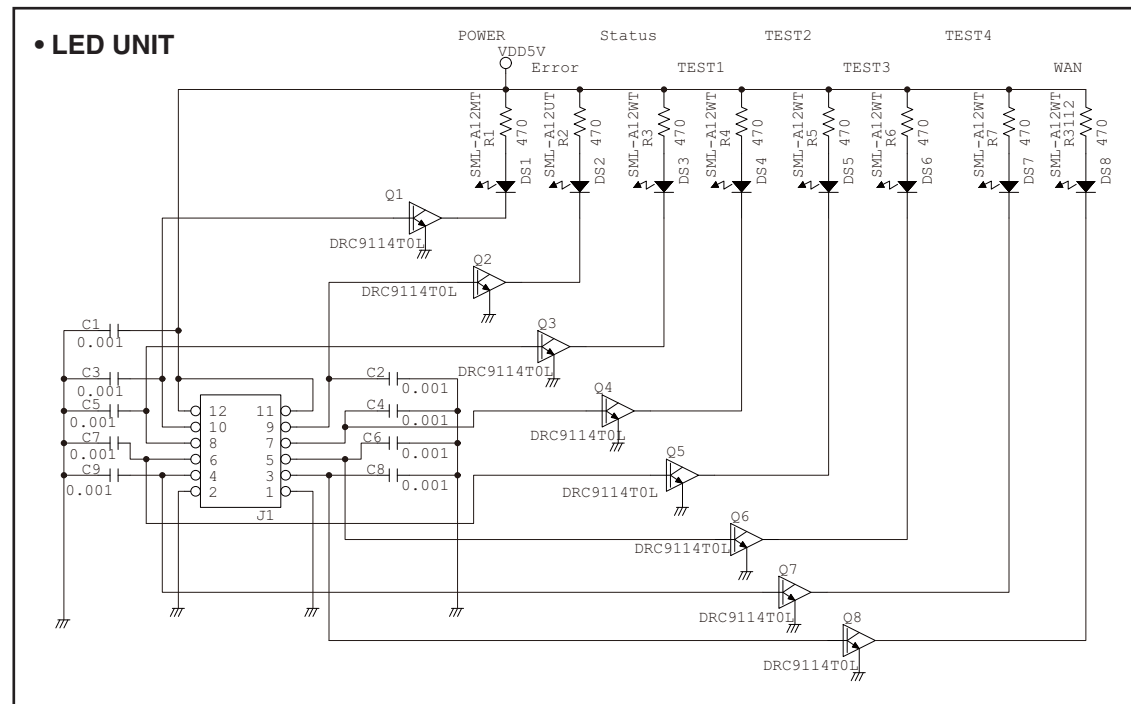 • LED UNIT
POWER
Status
TEST2
TEST4
VDD5V
Error
TEST1
TEST3
WAN
SML-A12MT
R1
470
DS1
SML-A12UT
R2
470
DS2
SML-A12WT
R3
470
DS3
SML-A12WT
R4
470
DS4
SML-A12WT
R5
470
DS5
SML-A12WT
R6
470
DS6
SML-A12WT
R7
470
DS7
SML-A12WT
R3112
470
DS8
Q1
DRC9114T0L
Q2
DRC9114T0L
Q3
DRC9114T0L
Q4
DRC9114T0L
Q5
DRC9114T0L
Q6
DRC9114T0L
Q7
DRC9114T0L
Q8
DRC9114T0L
C1
0.001
C3
0.001
C5
0.001
C7
0.001
C9
0.001
C2
0.001
C4
0.001
C6
0.001
C8
0.001
12 11
10 9
8 7
6 5
4 3
2 1
J1